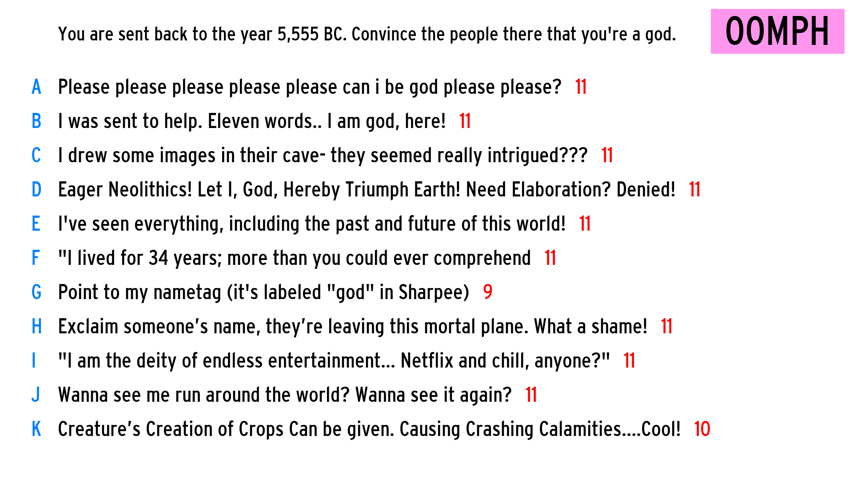 You are sent back to the year 5,555 BC. Convince the people there that you're a god.
OOMPH
A Please please please please please can i be god please please? 11
B I was sent to help. Eleven words.. I am god, here! 11
C I drew some images in their cave- they seemed really intrigued??? 11
D Eager Neolithics! Let I, God, Hereby Triumph Earth! Need Elaboration? Denied! 11
E I've seen everything, including the past and future of this world! 11
F "I lived for 34 years; more than you could ever comprehend 11
G Point to my nametag (it's labeled "god" in Sharpee) 9
H Exclaim someone’s name, they’re leaving this mortal plane. What a shame! 11
I "I am the deity of endless entertainment... Netflix and chill, anyone?" 11
J Wanna see me run around the world? Wanna see it again? 11
K Creature’s Creation of Crops Can be given. Causing Crashing Calamities....Cool! 10